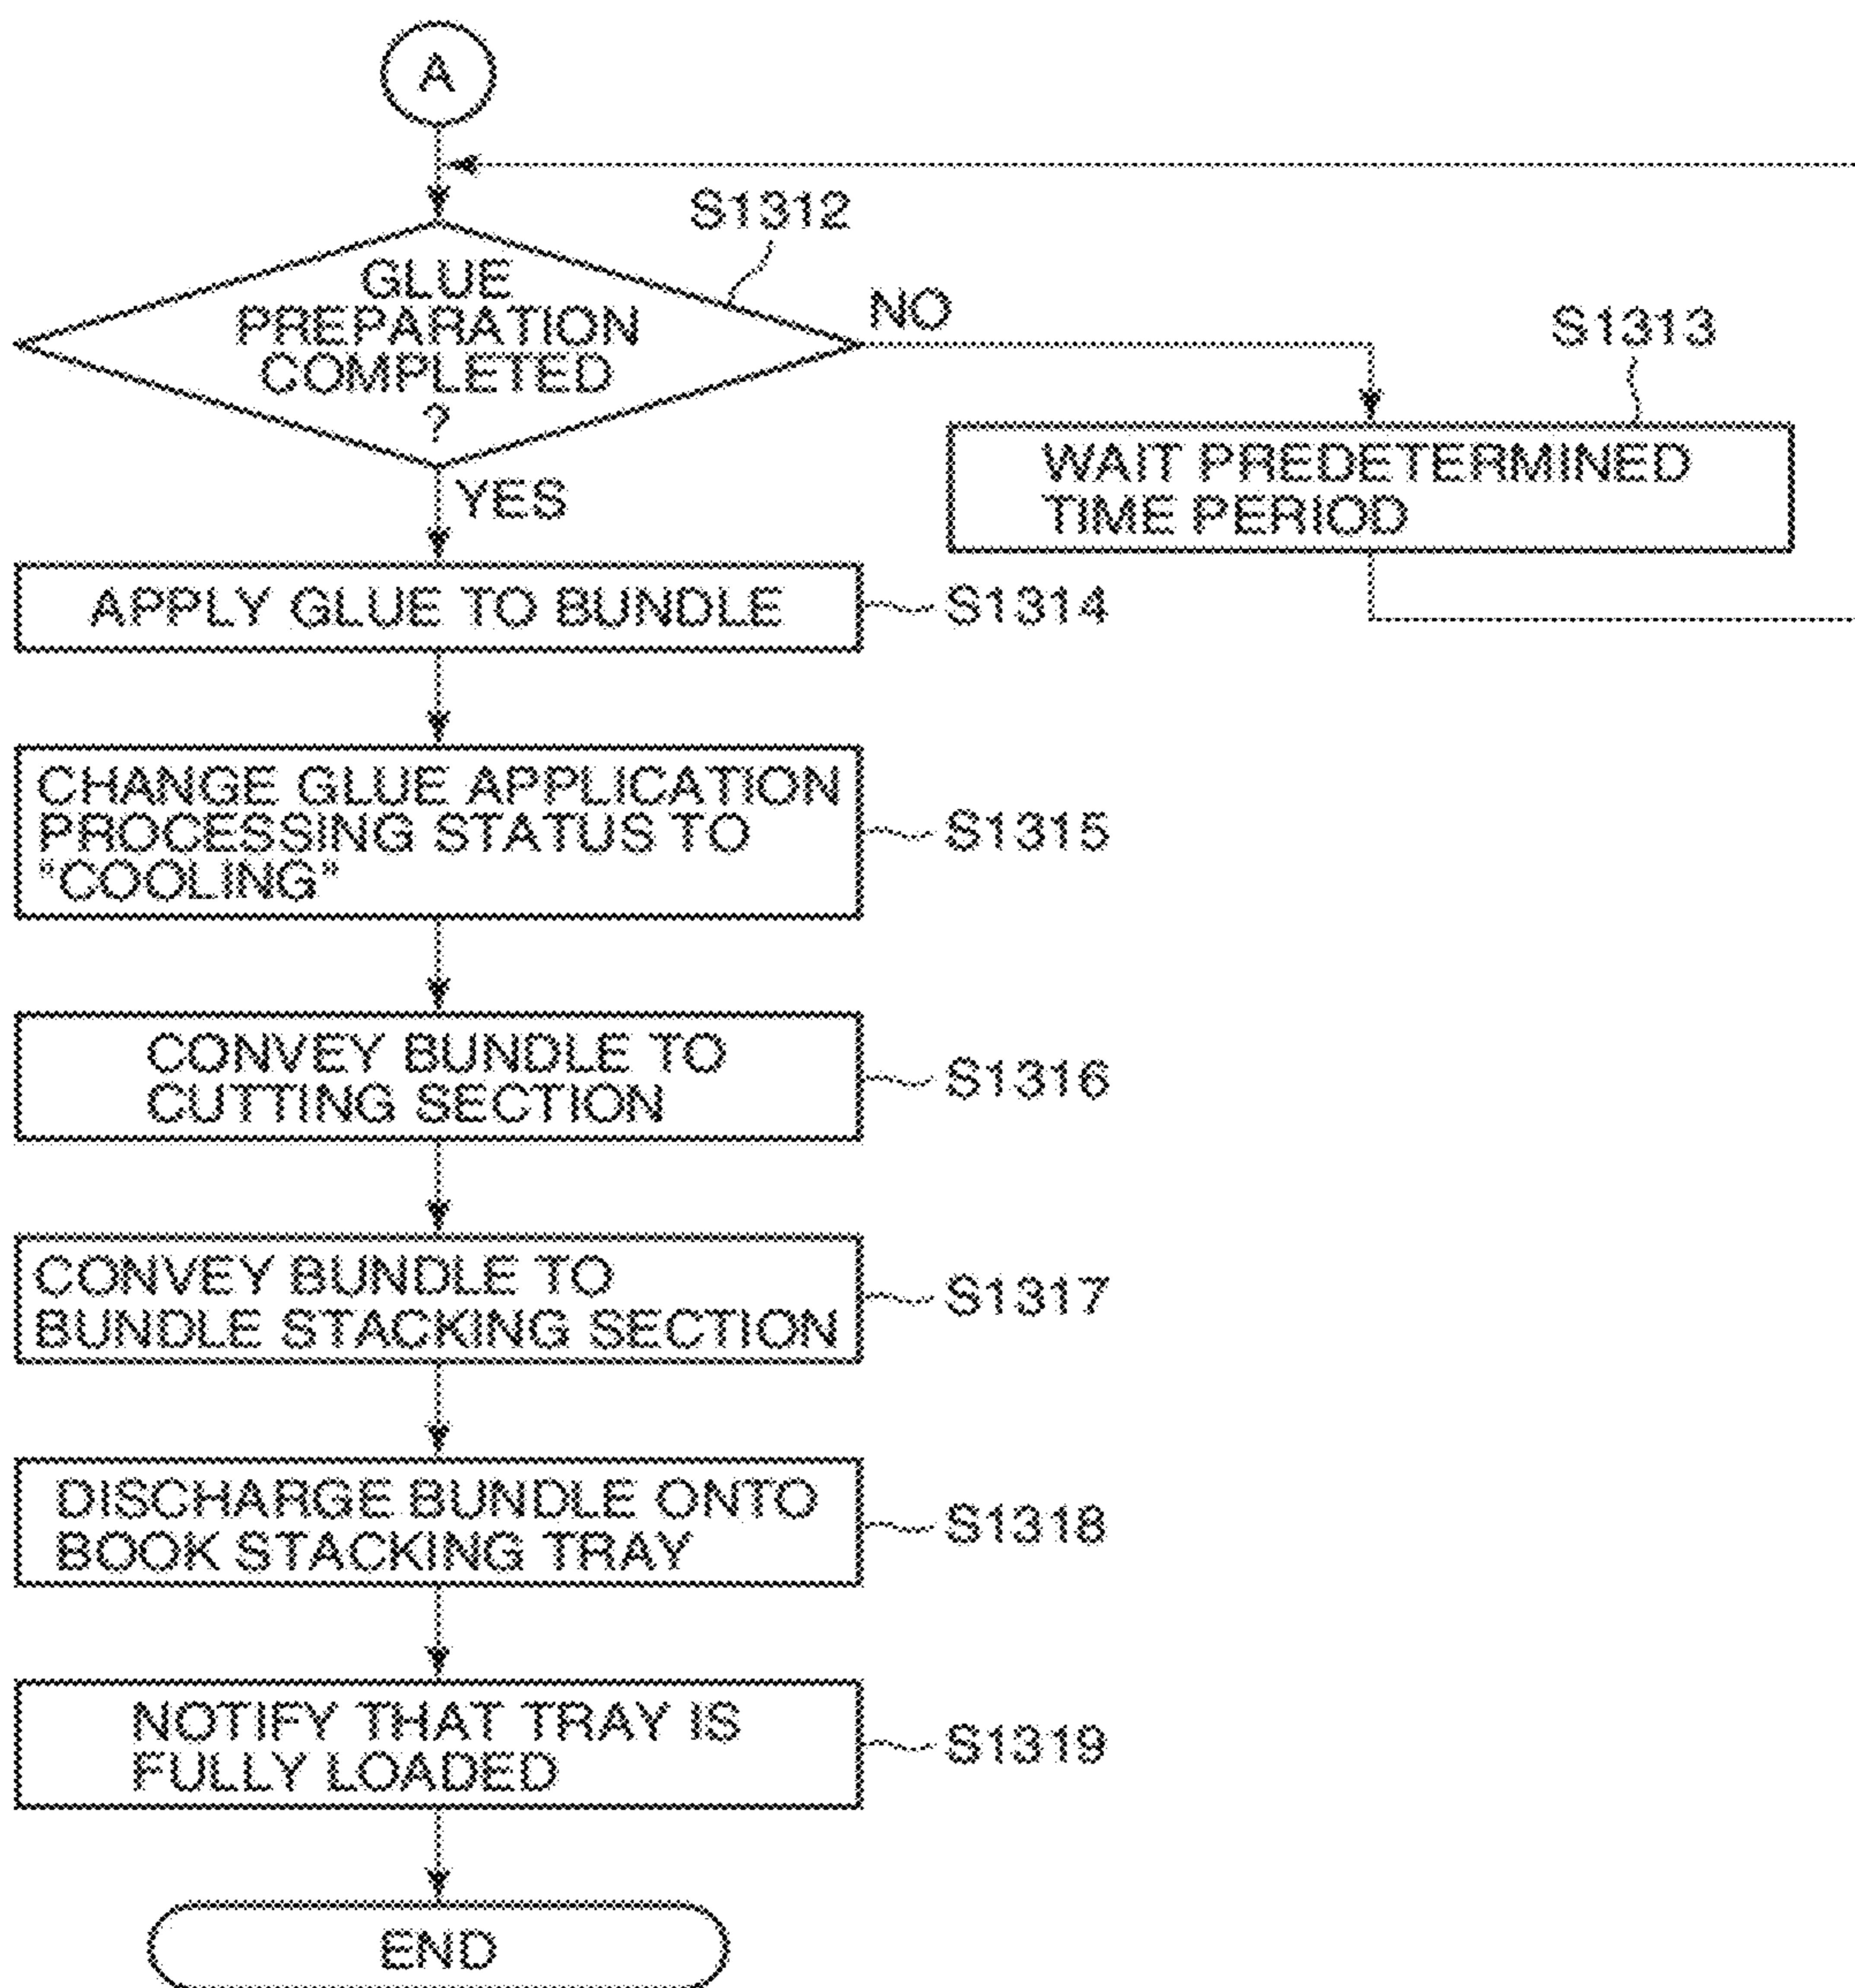 A
S1312
GLUE
PREPARATION
COMPLETED
?
NO
S1313
WAIT PREDETERMINED
TIME PERIOD
YES
APPLY GLUE TO BUNDLE
S1314
CHANGE GLUE APPLICATION
PROCESSING STATUS TO
"COOLING"
S1315
CONVEY BUNDLE TO
CUTTING SECTION
S1316
CONVEY BUNDLE TO
BUNDLE STACKING SECTION
S1317
DISCHARGE BUNDLE ONTO
BOOK STACKING TRAY
S1318
NOTIFY THAT TRAY IS
FULLY LOADED
S1319
END